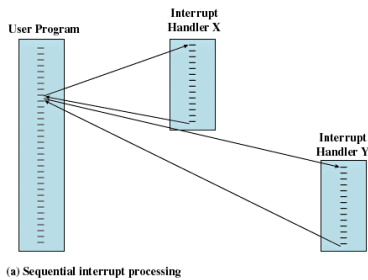 Interrupt
Handler X
User Program
Interrupt
Handler Y
(a) Sequential interrupt processing